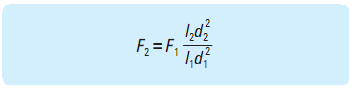 F₂ = F₁ l₂d₂² / l₁d₁²